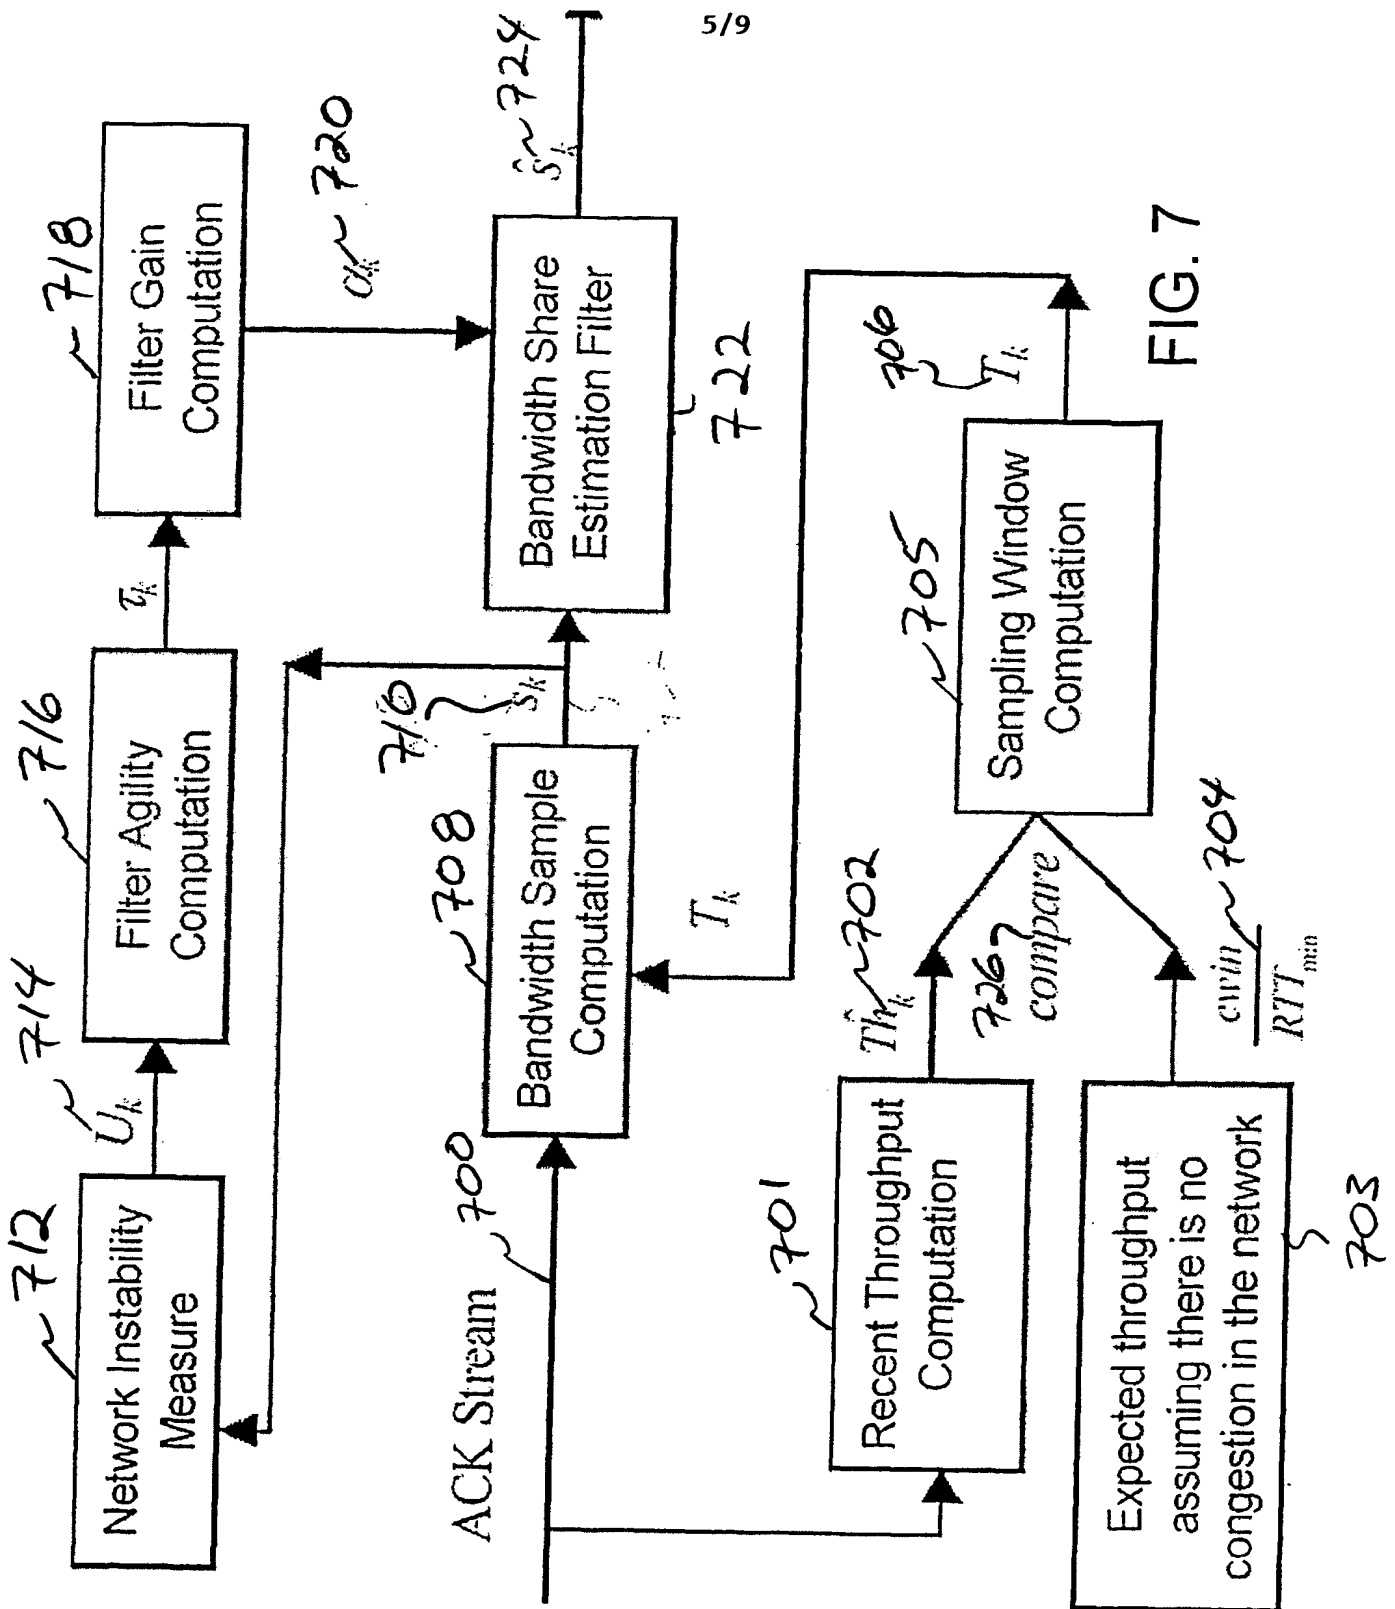 5/9
712
Network Instability
Measure
U_k
714
716
Filter Agility
Computation
τ_k
718
Filter Gain
Computation
α_k
720
ACK Stream
700
708
Bandwidth Sample
Computation
710
s_k
Bandwidth Share
Estimation Filter
722
ŝ_k
724
T_k
701
Recent Throughput
Computation
T̂h_k
702
726
compare
Expected throughput
assuming there is no
congestion in the network
703
cwin
RTT_min
704
705
Sampling Window
Computation
706
T_k
FIG. 7